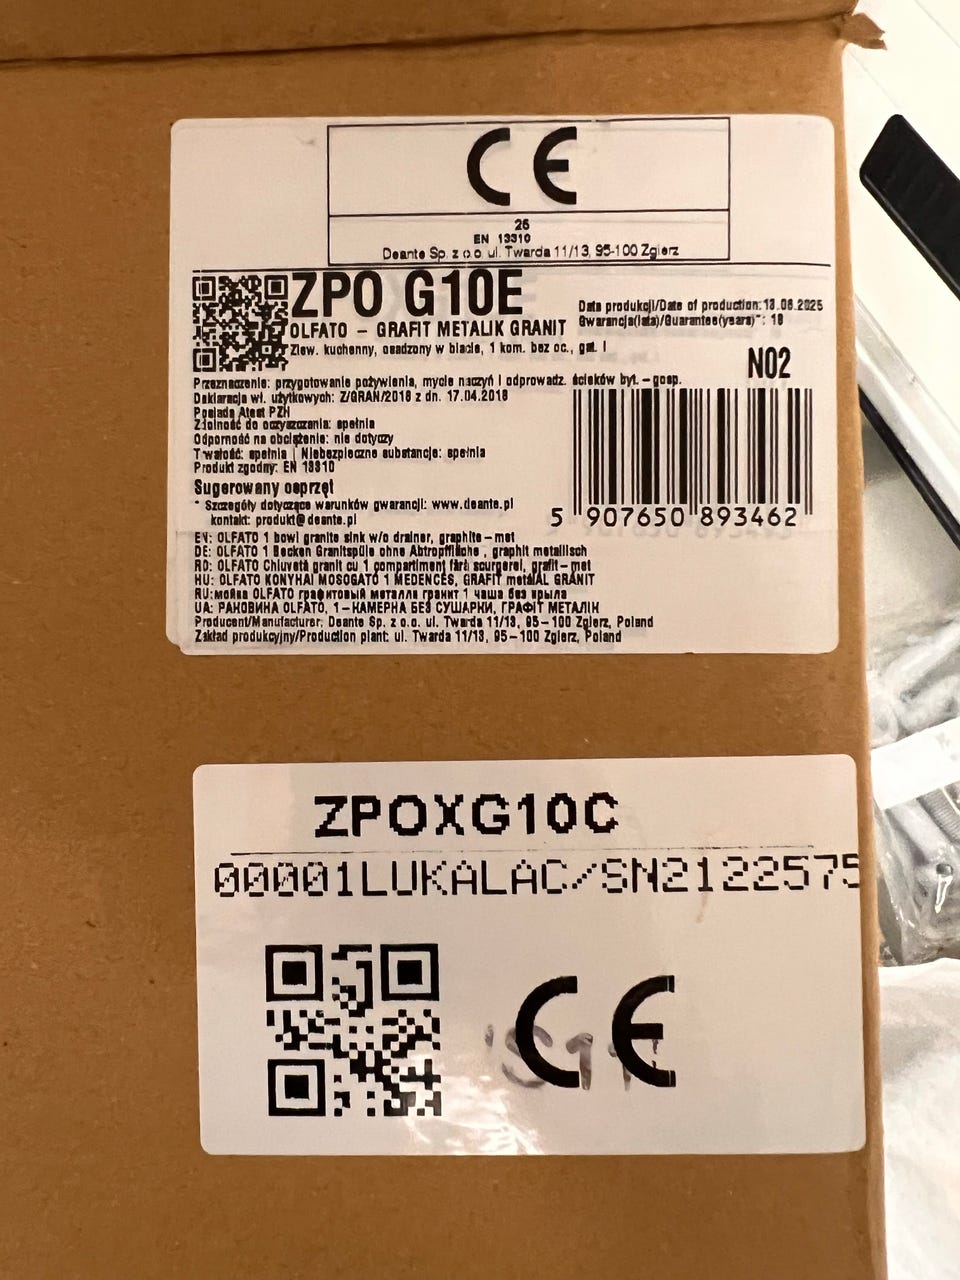 CE
25
EN 13310
Deante Sp. z o.o. ul. Twarda 11/13, 95-100 Zgierz
ZPO G10E
OLFATO - GRAFIT METALIK GRANIT
Zlew. kuchenny, osadzony w blacie, 1 kom. bez oc., gat. I
Data produkcji/Date of production: 13.06.2025
Gwarancja(lata)/Guarantee(years)*: 18
N02
Przeznaczenie: przygotowanie pożywienia, mycie naczyń i odprowadz. ścieków byt.-gosp.
Deklaracja wł. użytkowych: Z/GRAN/2018 z dn. 17.04.2018
Posiada Atest PZH
Zdolność do oczyszczania: spełnia
Odporność na obciążenie: nie dotyczy
Trwałość: spełnia | Niebezpieczne substancje: spełnia
Produkt zgodny: EN 13310
Sugerowany osprzęt
* Szczegóły dotyczące warunków gwarancji: www.deante.pl
kontakt: produkt@deante.pl
5 907650 893462
EN: OLFATO 1 bowl granite sink w/o drainer, graphite-met
DE: OLFATO 1 Becken Granitspüle ohne Abtropffläche , graphit metallisch
RO: OLFATO Chiuveta granit cu 1 compartiment fără scurgerel, grafit-met
HU: OLFATO KONYHAI MOSOGATÓ 1 MEDENCÉS, GRAFIT metáIAL GRÁNIT
RU:мойка OLFATO графитовый металла гранит 1 чаша без крыла
UA: РАКОВИНА OLFATO, 1-КАМЕРНА БЕЗ СУШАРКИ, ГРАФІТ МЕТАЛІК
Producent/Manufacturer: Deante Sp. z o.o. ul. Twarda 11/13, 95-100 Zgierz, Poland
Zakład produkcyjny/Production plant: ul. Twarda 11/13, 95-100 Zgierz, Poland
ZPOXG10C
00001LUKALAC/SN2122575
CE